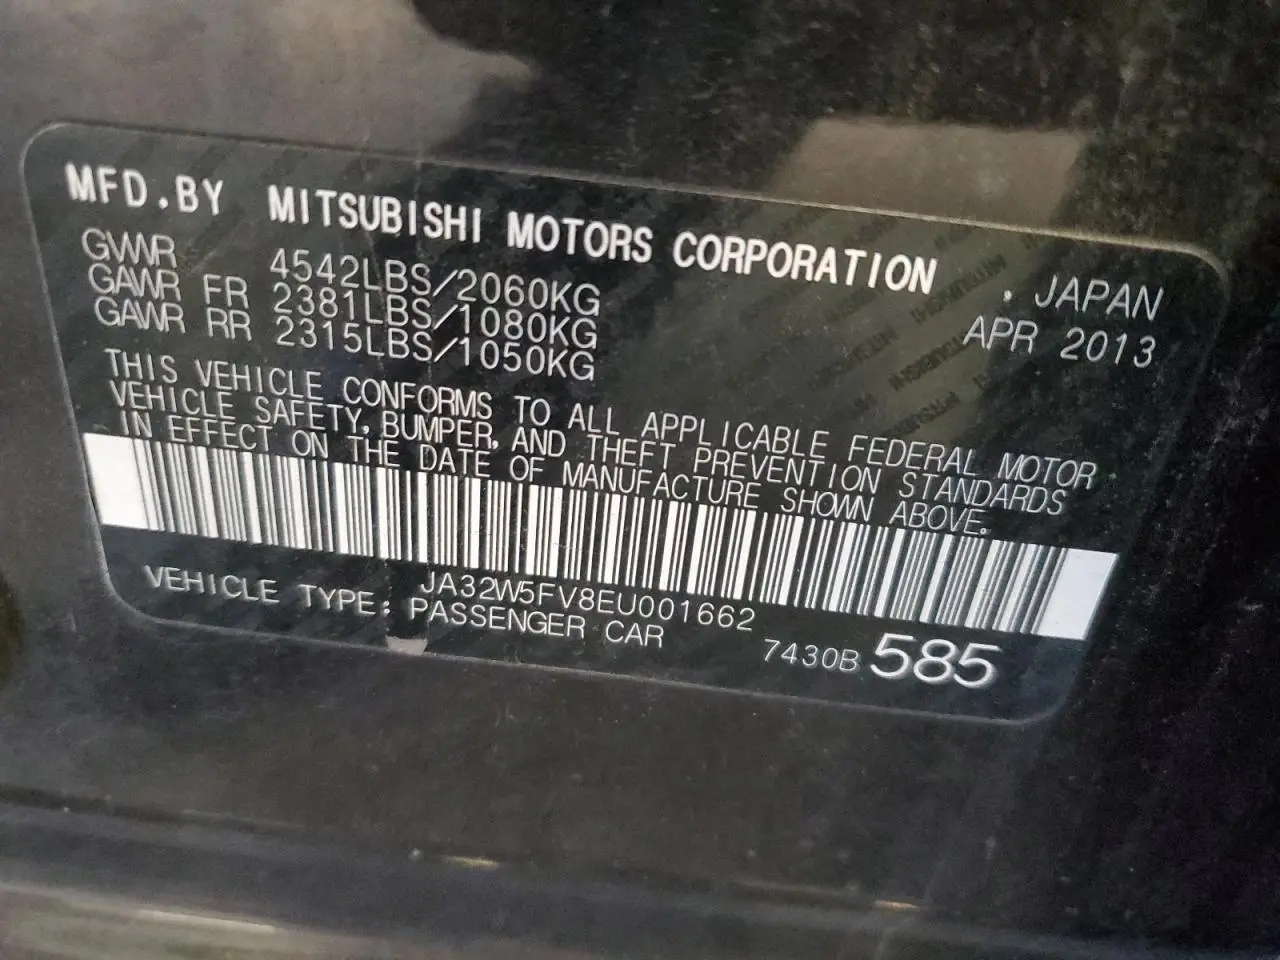 MFD.BY MITSUBISHI MOTORS CORPORATION . JAPAN
GVWR 4542LBS/2060KG APR 2013
GAWR FR 2381LBS/1080KG
GAWR RR 2315LBS/1050KG
THIS VEHICLE CONFORMS TO ALL APPLICABLE FEDERAL MOTOR
VEHICLE SAFETY, BUMPER, AND THEFT PREVENTION STANDARDS
IN EFFECT ON THE DATE OF MANUFACTURE SHOWN ABOVE.
JA32W5FV8EU001662
VEHICLE TYPE: PASSENGER CAR
7430B 585